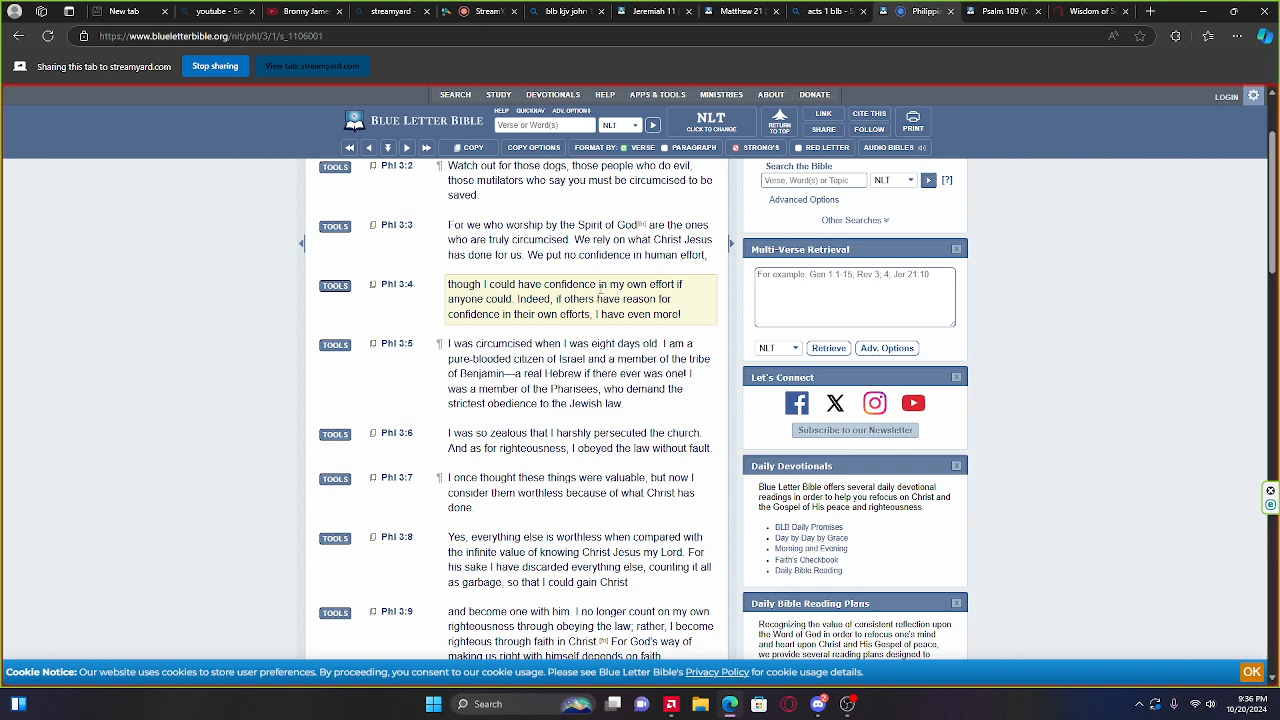 New tab
youtube - Se
Bronny Jame
streamyard -
StreamY
blb kjv john 1
Jeremiah 11
Matthew 21 (
acts 1 blb - S
Philippi
Psalm 109 (K
Wisdom of S
https://www.blueletterbible.org/nlt/phl/3/1/s_1106001
Sharing this tab to streamyard.com
Stop sharing
View tab: streamyard.com
SEARCH STUDY DEVOTIONALS HELP APPS & TOOLS MINISTRIES ABOUT DONATE
LOGIN
BLUE LETTER BIBLE
HELP QUICKNAV ADV. OPTIONS
Verse or Word(s)
NLT
NLT
CLICK TO CHANGE
RETURN
TO TOP
LINK
SHARE
CITE THIS
FOLLOW
PRINT
COPY COPY OPTIONS FORMAT BY: VERSE PARAGRAPH STRONG'S RED LETTER AUDIO BIBLES
TOOLS Phl 3:2 ¶ Watch out for those dogs, those people who do evil,
those mutilators who say you must be circumcised to be
saved.
TOOLS Phl 3:3 For we who worship by the Spirit of God[fn] are the ones
who are truly circumcised. We rely on what Christ Jesus
has done for us. We put no confidence in human effort,
TOOLS Phl 3:4 though I could have confidence in my own effort if
anyone could. Indeed, if others have reason for
confidence in their own efforts, I have even more!
TOOLS Phl 3:5 ¶ I was circumcised when I was eight days old. I am a
pure-blooded citizen of Israel and a member of the tribe
of Benjamin—a real Hebrew if there ever was one! I
was a member of the Pharisees, who demand the
strictest obedience to the Jewish law.
TOOLS Phl 3:6 I was so zealous that I harshly persecuted the church.
And as for righteousness, I obeyed the law without fault.
TOOLS Phl 3:7 ¶ I once thought these things were valuable, but now I
consider them worthless because of what Christ has
done.
TOOLS Phl 3:8 Yes, everything else is worthless when compared with
the infinite value of knowing Christ Jesus my Lord. For
his sake I have discarded everything else, counting it all
as garbage, so that I could gain Christ
TOOLS Phl 3:9 and become one with him. I no longer count on my own
righteousness through obeying the law; rather, I become
righteous through faith in Christ.[fn] For God's way of
making us right with himself depends on faith.
Search the Bible
Verse, Word(s) or Topic
NLT
[?]
Advanced Options
Other Searches
Multi-Verse Retrieval
For example: Gen 1:1-15; Rev 3; 4; Jer 21:10
NLT
Retrieve
Adv. Options
Let's Connect
Subscribe to our Newsletter
Daily Devotionals
Blue Letter Bible offers several daily devotional
readings in order to help you refocus on Christ and
the Gospel of His peace and righteousness.
• BLB Daily Promises
• Day by Day by Grace
• Morning and Evening
• Faith's Checkbook
• Daily Bible Reading
Daily Bible Reading Plans
Recognizing the value of consistent reflection upon
the Word of God in order to refocus one's mind
and heart upon Christ and His Gospel of peace,
we provide several reading plans designed to
Cookie Notice: Our website uses cookies to store user preferences. By proceeding, you consent to our cookie usage. Please see Blue Letter Bible's Privacy Policy for cookie usage details.
OK
Search
2
9:36 PM
10/20/2024